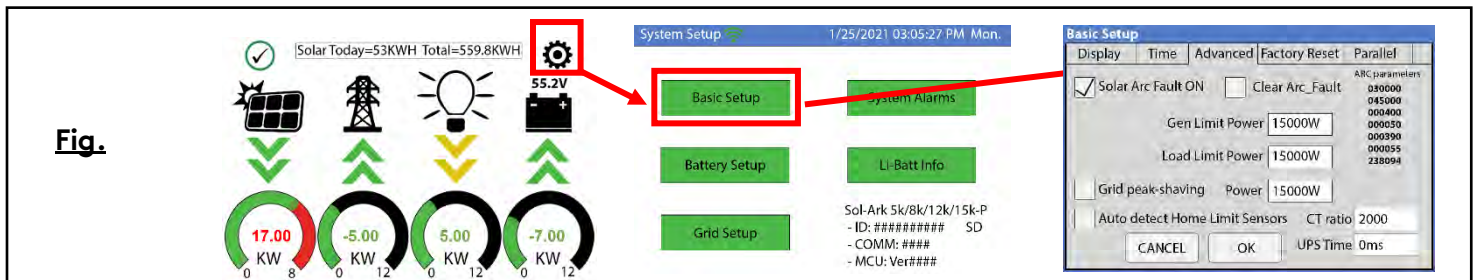 Fig.
Solar Today=53KWH Total=559.8KWH
55.2V
- +
17.00
KW
0 8
-5.00
KW
0 12
5.00
KW
0 12
-7.00
KW
0 12
System Setup 1/25/2021 03:05:27 PM Mon.
Basic Setup System Alarms
Battery Setup Li-Batt Info
Grid Setup
Sol-Ark 5k/8k/12k/15k-P
- ID: ########## SD
- COMM: ####
- MCU: Ver####
Basic Setup
Display Time Advanced Factory Reset Parallel
Solar Arc Fault ON Clear Arc_Fault
Gen Limit Power 15000W
Load Limit Power 15000W
Grid peak-shaving Power 15000W
Auto detect Home Limit Sensors CT ratio 2000
CANCEL OK UPS Time 0ms
ARC parameters
030000
045000
000400
000050
000390
000055
238094